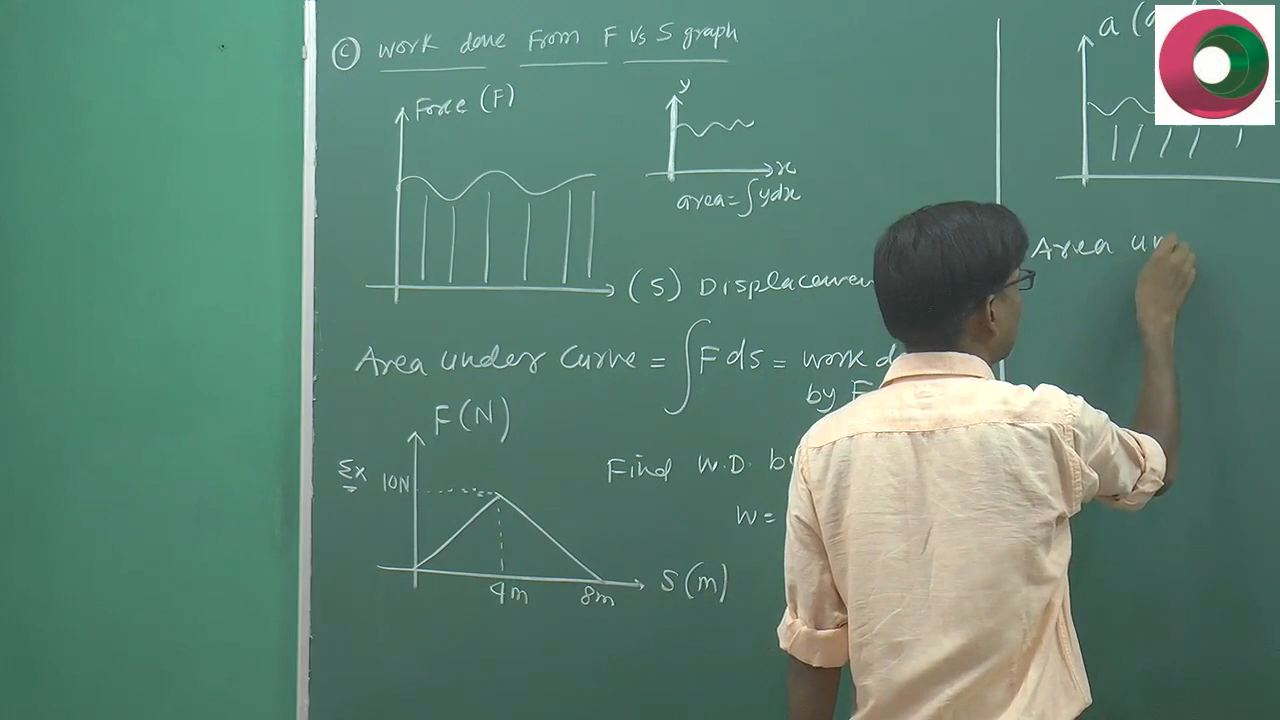 (C) Work done From F vs S graph
Force (F)
y
x
area = ∫ydx
(S) Displacemen
Area under Curve = ∫F ds = work d
by F
F(N)
Ex
10N
4m
8m
S(m)
Find W.D. b
W =
a (
Area un